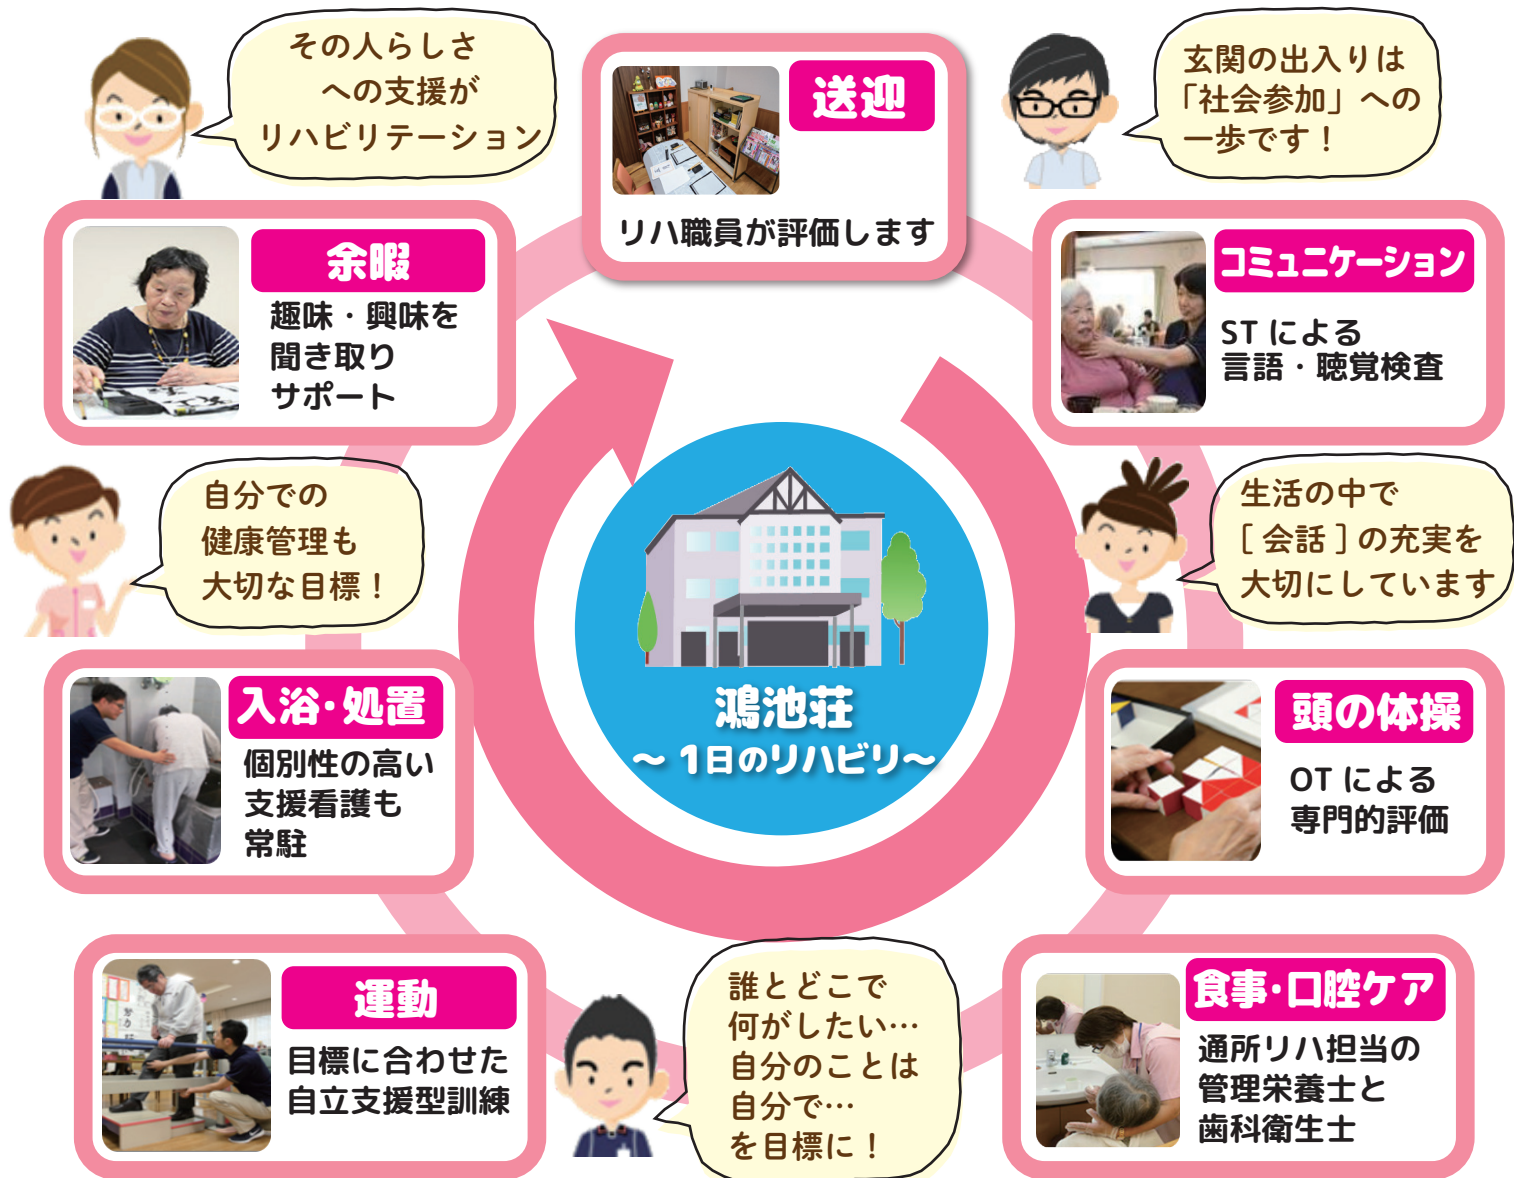 その人らしさ
への支援が
リハビリテーション
送迎
リハ職員が評価します
玄関の出入りは
「社会参加」への
一歩です！
余暇
趣味・興味を
聞き取り
サポート
コミュニケーション
ST による
言語・聴覚検査
自分での
健康管理も
大切な目標！
生活の中で
[ 会話 ] の充実を
大切にしています
鴻池荘
～ 1日のリハビリ～
入浴･処置
個別性の高い
支援看護も
常駐
頭の体操
OT による
専門的評価
運動
目標に合わせた
自立支援型訓練
誰とどこで
何がしたい…
自分のことは
自分で…
を目標に！
食事･口腔ケア
通所リハ担当の
管理栄養士と
歯科衛生士